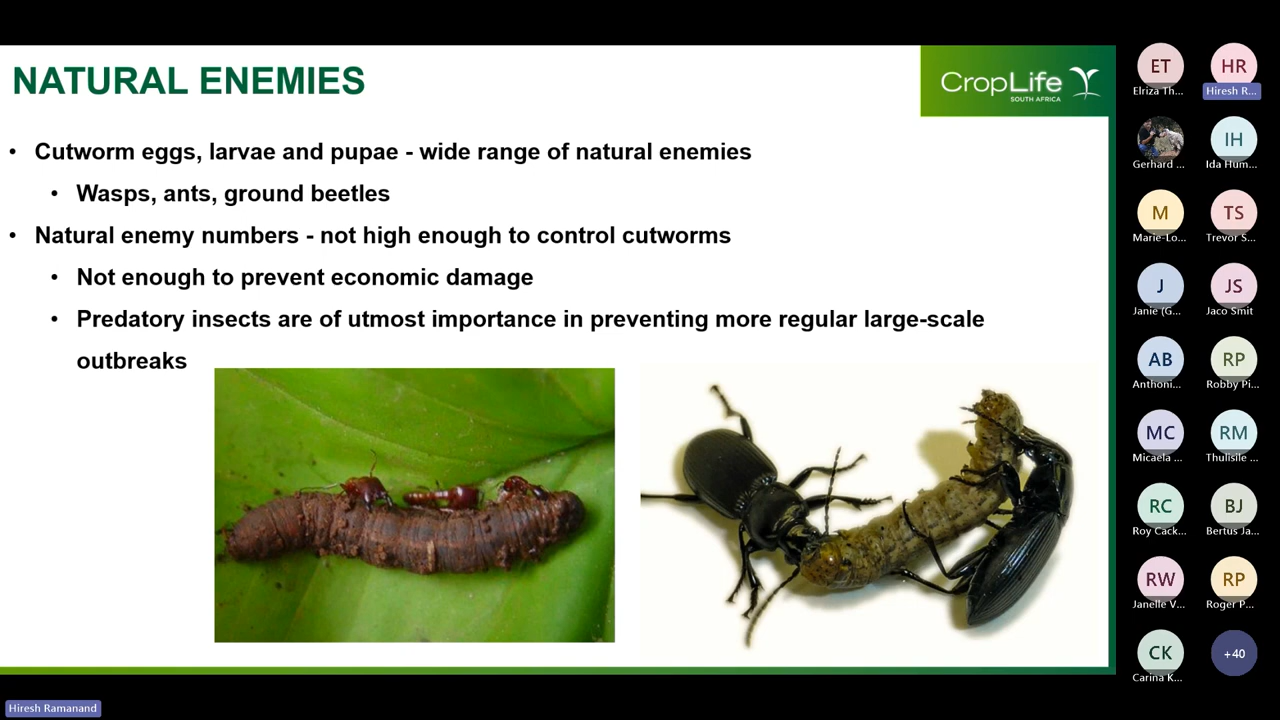 NATURAL ENEMIES
CropLife
SOUTH AFRICA
• Cutworm eggs, larvae and pupae - wide range of natural enemies
• Wasps, ants, ground beetles
• Natural enemy numbers - not high enough to control cutworms
• Not enough to prevent economic damage
• Predatory insects are of utmost importance in preventing more regular large-scale
outbreaks
ET HR
Elriza Th... Hiresh R...
IH
Gerhard ... Ida Hum...
M TS
Marie-Lo... Trevor S...
J JS
Janie (G... Jaco Smit
AB RP
Anthoni... Robby Pi...
MC RM
Micaela ... Thulisile ...
RC BJ
Roy Cack... Bertus Ja...
RW RP
Janelle V... Roger P...
CK +40
Carina K...
Hiresh Ramanand